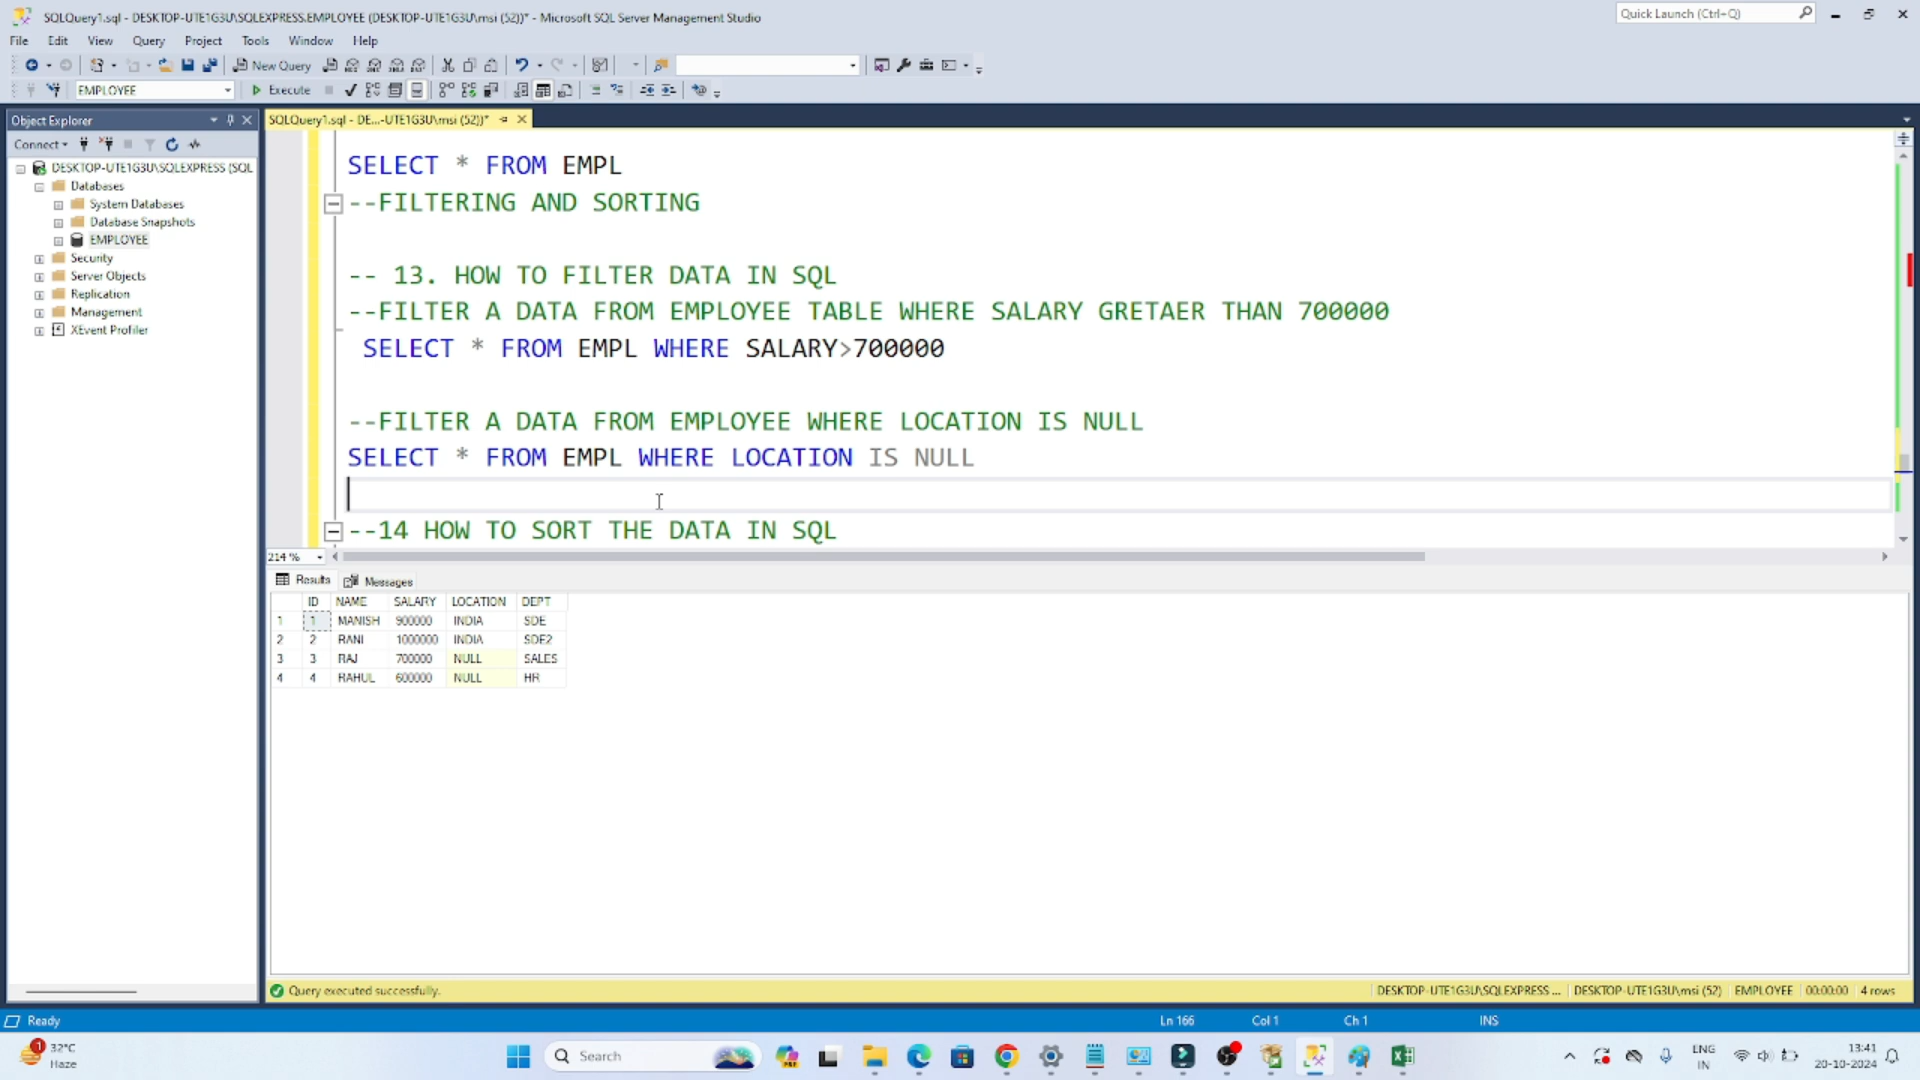 SQLQuery1.sql - DESKTOP-UTE1G3U\SQLEXPRESS.EMPLOYEE (DESKTOP-UTE1G3U\msi (52))* - Microsoft SQL Server Management Studio
Quick Launch (Ctrl+Q)
File Edit View Query Project Tools Window Help
New Query
EMPLOYEE Execute
Object Explorer
SQLQuery1.sql - DE...-UTE1G3U\msi (52))*
Connect
DESKTOP-UTE1G3U\SQLEXPRESS (SQL
Databases
System Databases
Database Snapshots
EMPLOYEE
Security
Server Objects
Replication
Management
XEvent Profiler
SELECT * FROM EMPL
--FILTERING AND SORTING
-- 13. HOW TO FILTER DATA IN SQL
--FILTER A DATA FROM EMPLOYEE TABLE WHERE SALARY GRETAER THAN 700000
SELECT * FROM EMPL WHERE SALARY>700000
--FILTER A DATA FROM EMPLOYEE WHERE LOCATION IS NULL
SELECT * FROM EMPL WHERE LOCATION IS NULL
--14 HOW TO SORT THE DATA IN SQL
214 %
Results Messages
ID NAME SALARY LOCATION DEPT
1 1 MANISH 900000 INDIA SDE
2 2 RANI 1000000 INDIA SDE2
3 3 RAJ 700000 NULL SALES
4 4 RAHUL 600000 NULL HR
Query executed successfully.
DESKTOP-UTE1G3U\SQLEXPRESS ... DESKTOP-UTE1G3U\msi (52) EMPLOYEE 00:00:00 4 rows
Ready Ln 166 Col 1 Ch 1 INS
1 32°C
Haze
Search
ENG
IN
13:41
20-10-2024